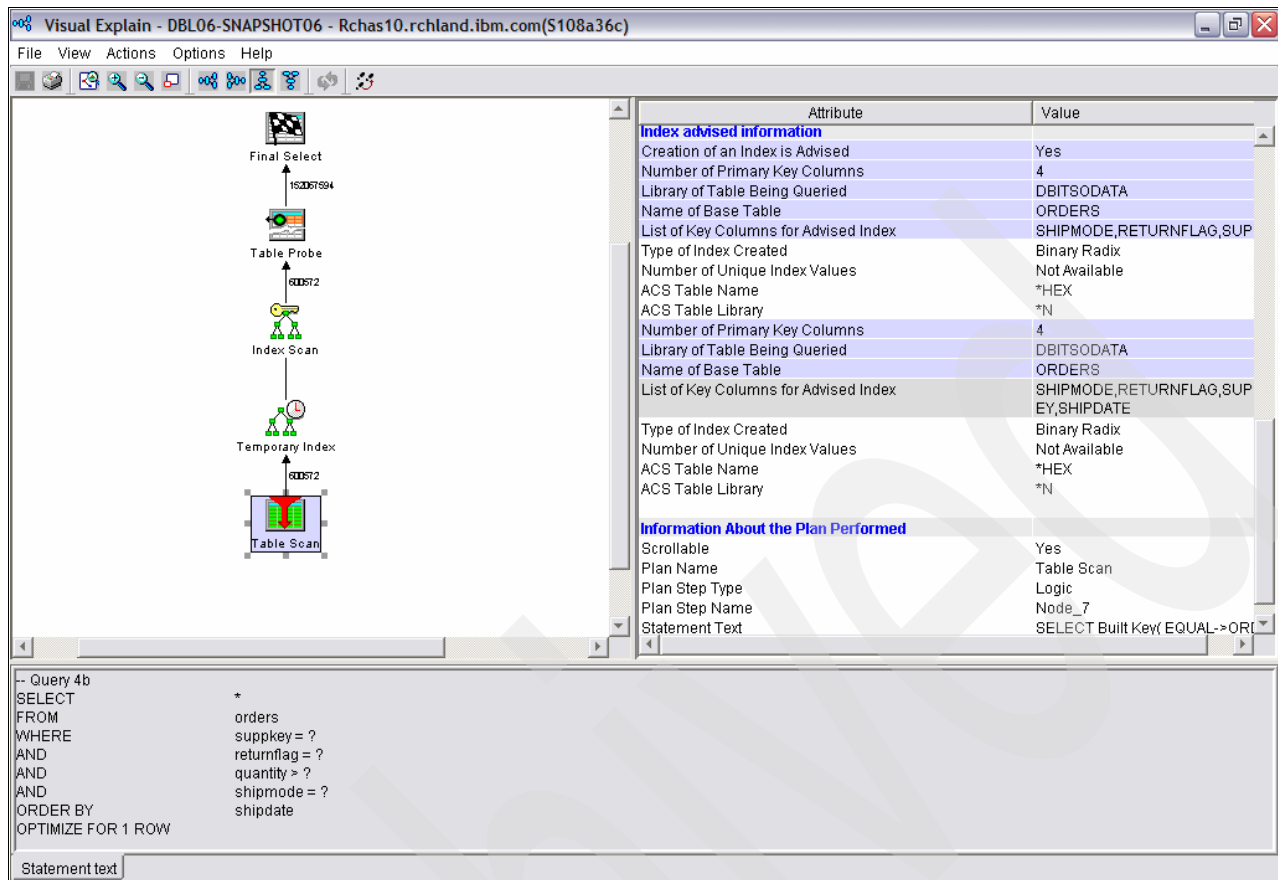 Visual Explain - DBL06-SNAPSHOT06 - Rchas10.rchland.ibm.com(S108a36c)
File View Actions Options Help
Final Select
152067594
Table Probe
600572
Index Scan
Temporary Index
600572
Table Scan
Attribute Value
Index advised information
Creation of an Index is Advised Yes
Number of Primary Key Columns 4
Library of Table Being Queried DBITSODATA
Name of Base Table ORDERS
List of Key Columns for Advised Index SHIPMODE,RETURNFLAG,SUP
Type of Index Created Binary Radix
Number of Unique Index Values Not Available
ACS Table Name *HEX
ACS Table Library *N
Number of Primary Key Columns 4
Library of Table Being Queried DBITSODATA
Name of Base Table ORDERS
List of Key Columns for Advised Index SHIPMODE,RETURNFLAG,SUP
EY,SHIPDATE
Type of Index Created Binary Radix
Number of Unique Index Values Not Available
ACS Table Name *HEX
ACS Table Library *N
Information About the Plan Performed
Scrollable Yes
Plan Name Table Scan
Plan Step Type Logic
Plan Step Name Node_7
Statement Text SELECT Built Key( EQUAL->ORD
-- Query 4b
SELECT *
FROM orders
WHERE suppkey = ?
AND returnflag = ?
AND quantity > ?
AND shipmode = ?
ORDER BY shipdate
OPTIMIZE FOR 1 ROW
Statement text